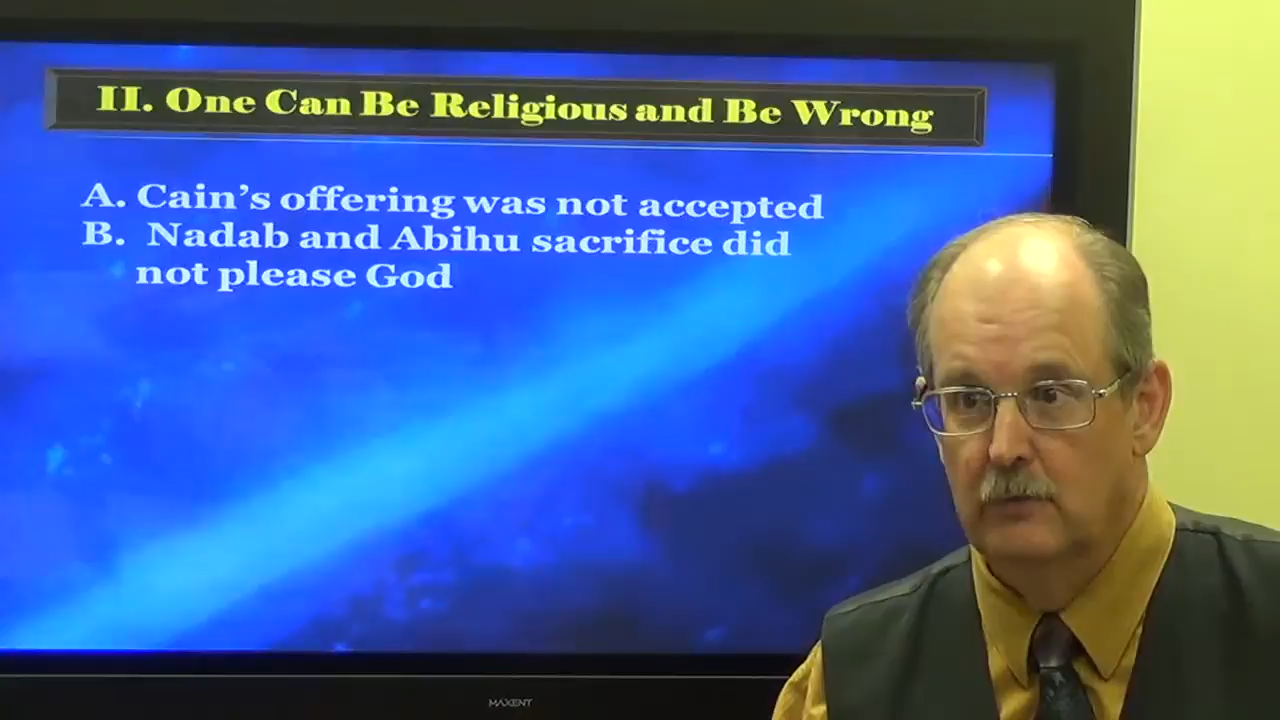 II. One Can Be Religious and Be Wrong
A. Cain's offering was not accepted
B. Nadab and Abihu sacrifice did
not please God
MAXENT